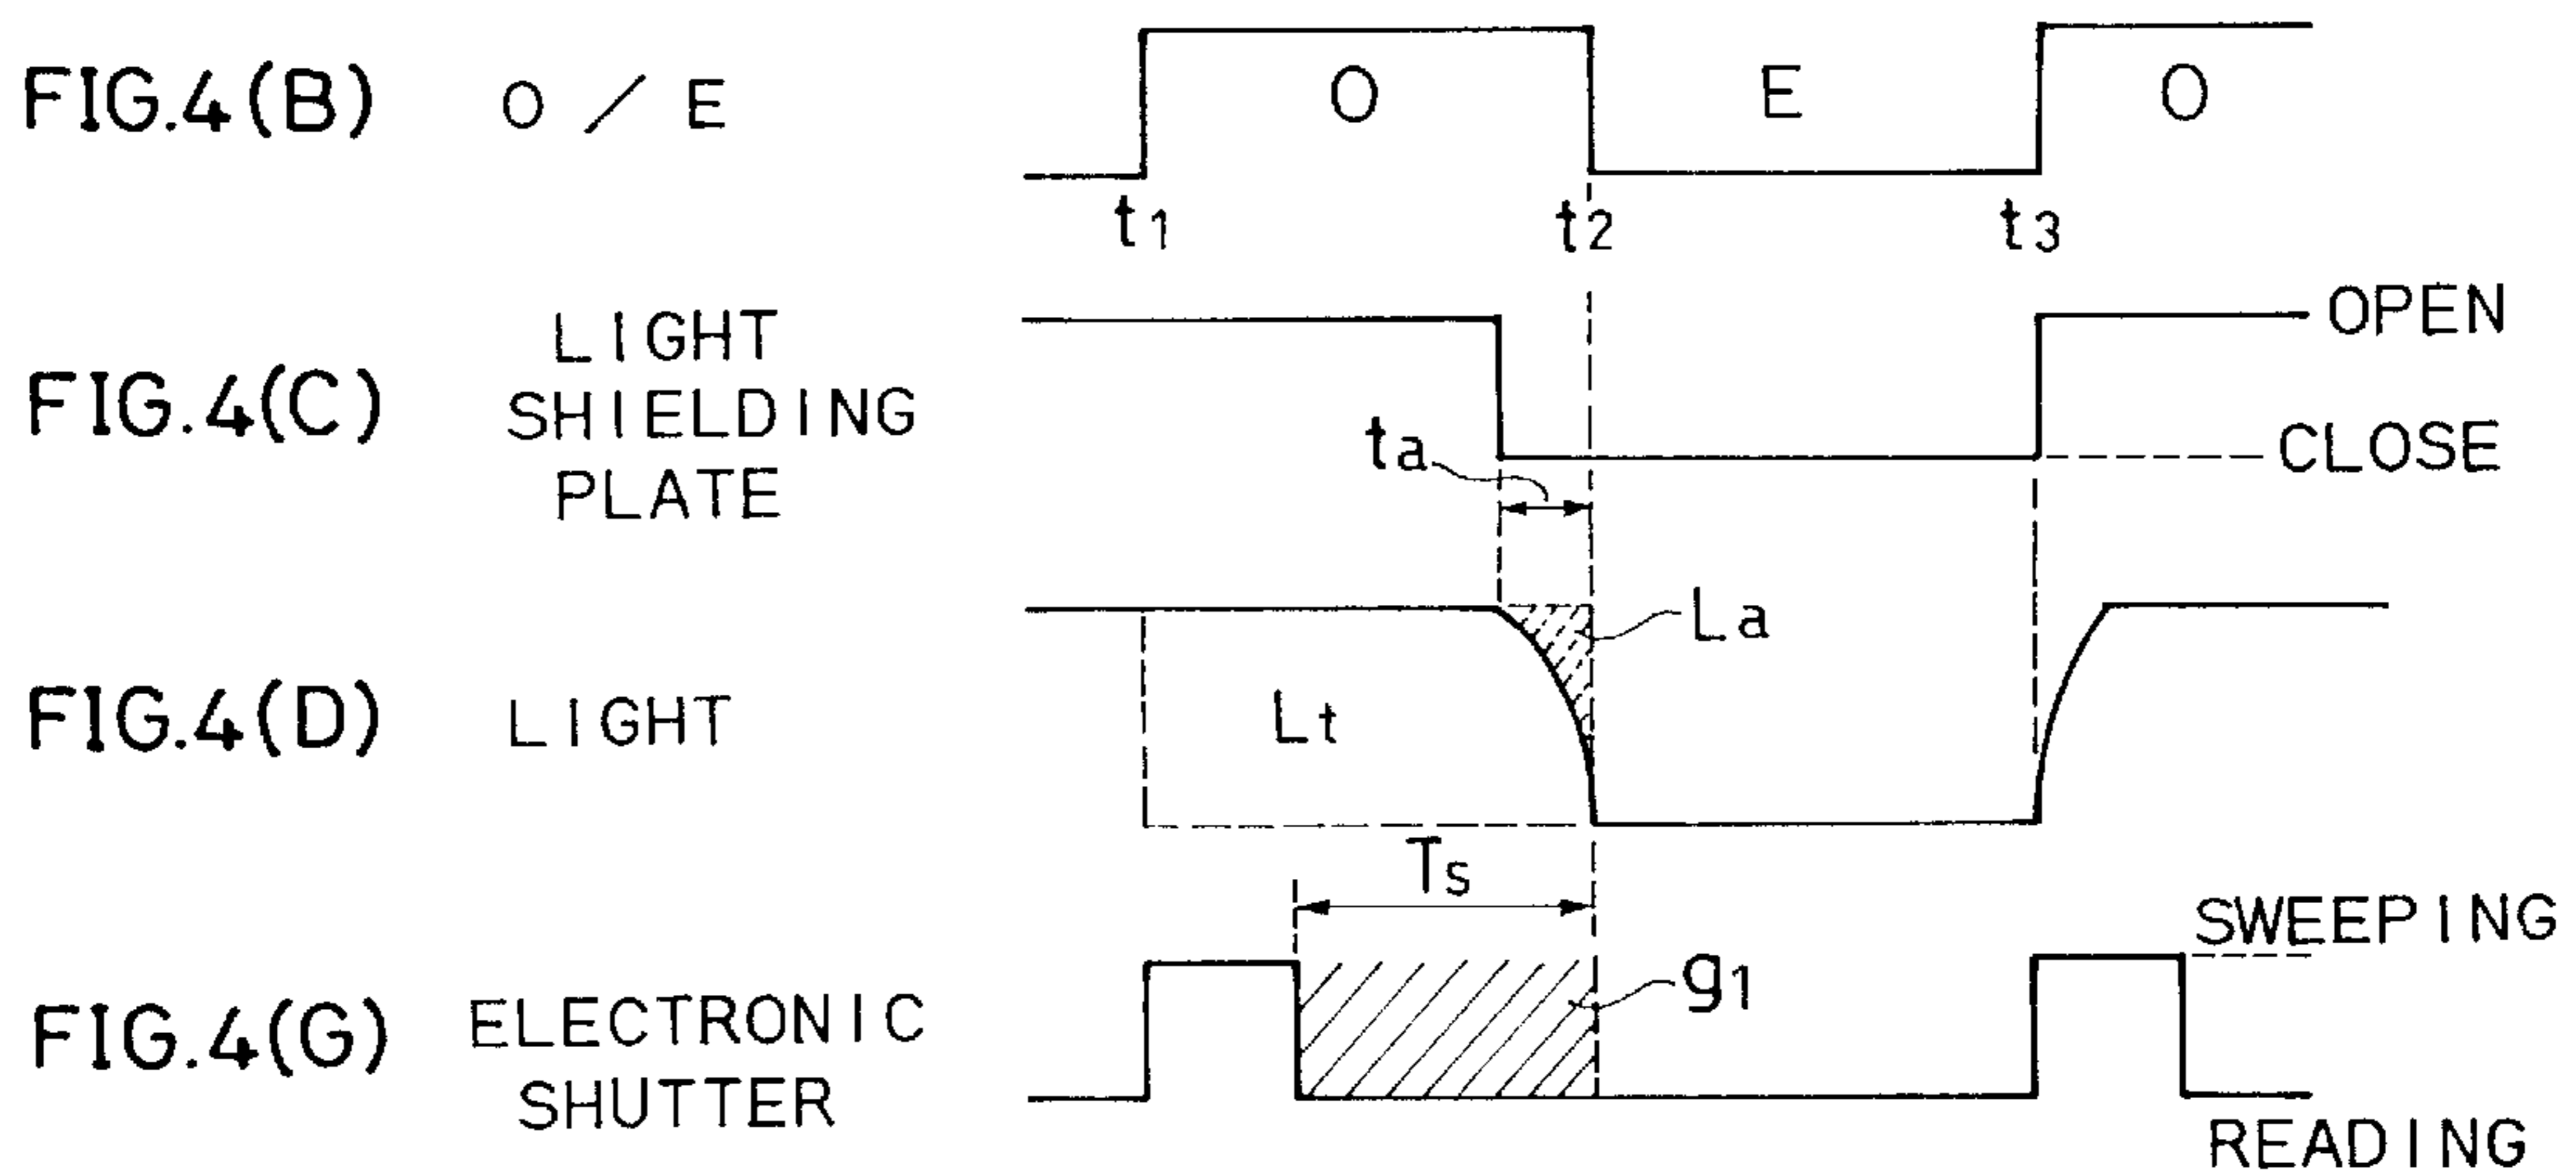 FIG.4(B) O / E O E O
t1 t2 t3
FIG.4(C) LIGHT SHIELDING PLATE
OPEN
CLOSE
ta
La
FIG.4(D) LIGHT
Lt
Ts
FIG.4(G) ELECTRONIC SHUTTER
g1
SWEEPING
READING